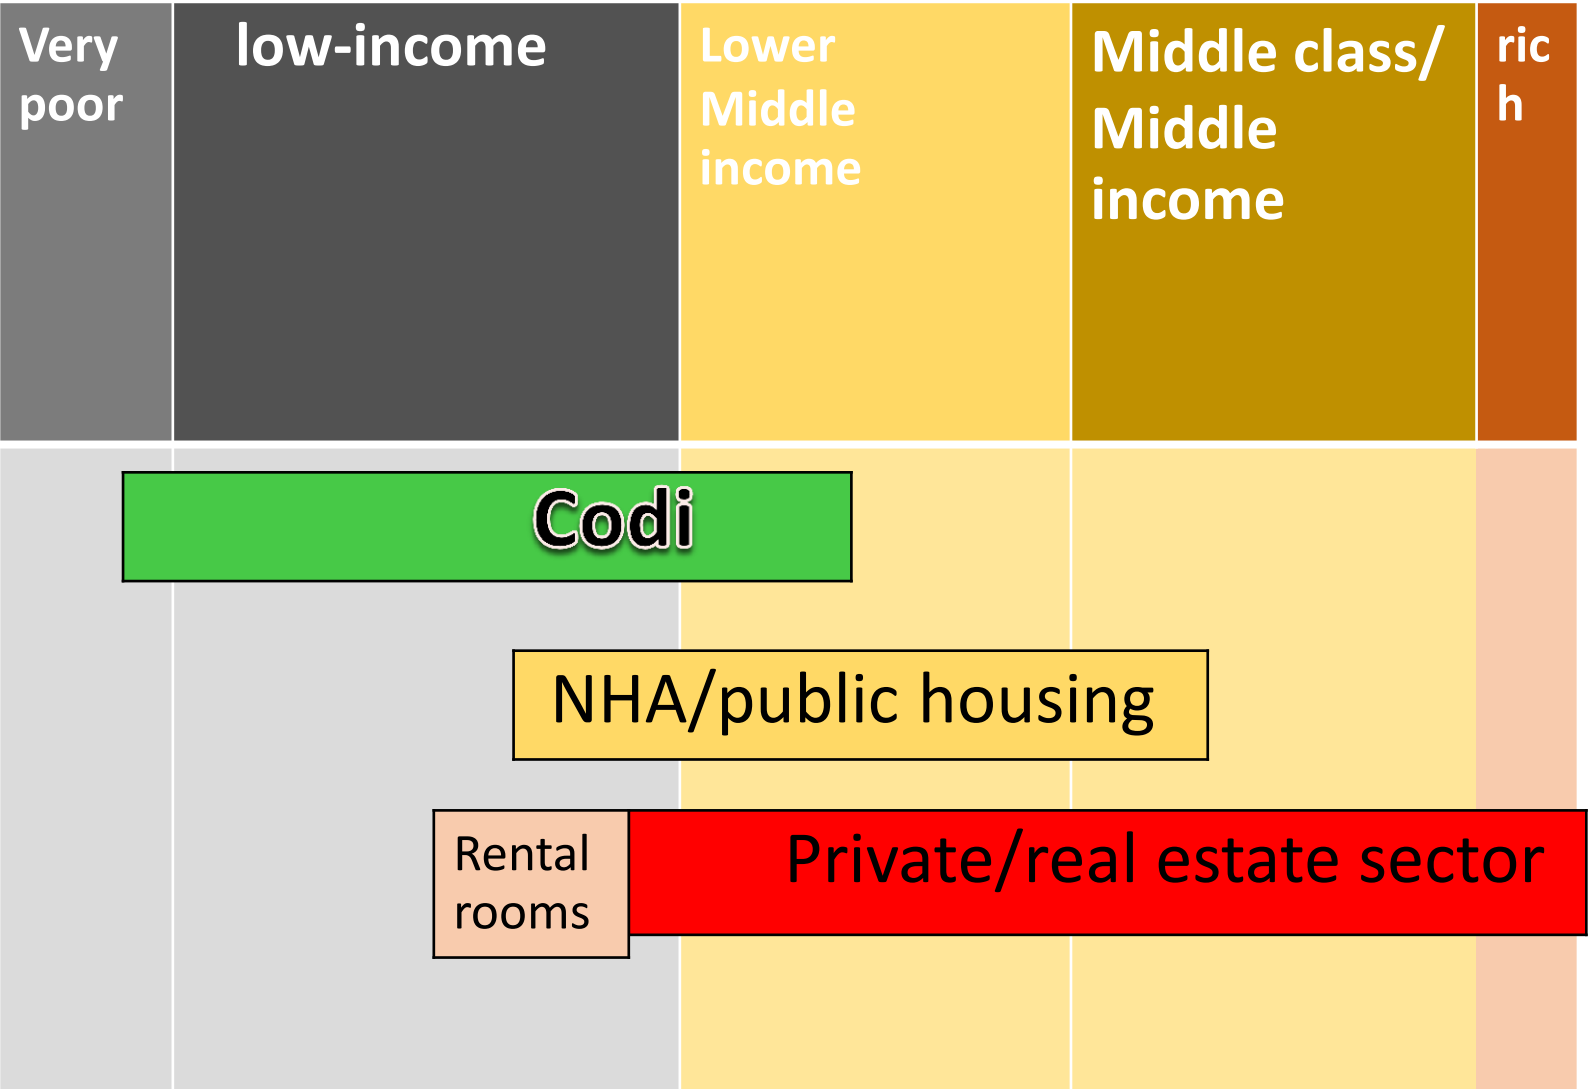 Very
poor
low-income
Lower
Middle
income
Middle class/
Middle
income
ric
h
Codi
NHA/public housing
Rental
rooms
Private/real estate sector